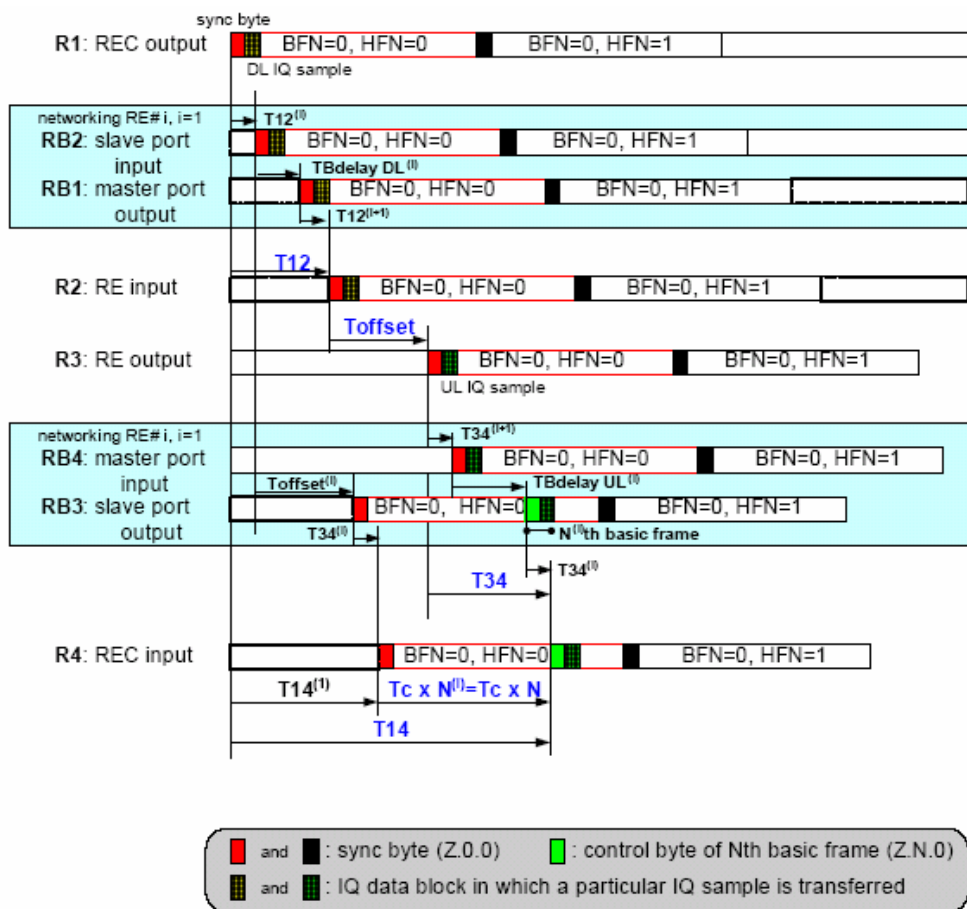 sync byte
R1: REC output
BFN=0, HFN=0
BFN=0, HFN=1
DL IQ sample
networking RE# i, i=1
T12(i)
RB2: slave port
input
BFN=0, HFN=0
BFN=0, HFN=1
TBdelay DL(i)
RB1: master port
output
BFN=0, HFN=0
BFN=0, HFN=1
T12(i+1)
T12
R2: RE input
BFN=0, HFN=0
BFN=0, HFN=1
Toffset
R3: RE output
BFN=0, HFN=0
BFN=0, HFN=1
UL IQ sample
networking RE# i, i=1
T34(i+1)
RB4: master port
input
BFN=0, HFN=0
BFN=0, HFN=1
Toffset(i)
TBdelay UL(i)
RB3: slave port
output
BFN=0, HFN=0
BFN=0, HFN=1
T34(i)
N(i)th basic frame
T34(i)
T34
R4: REC input
BFN=0, HFN=0
BFN=0, HFN=1
T14(1)
Tc x N(i)=Tc x N
T14
and : sync byte (Z.0.0)
: control byte of Nth basic frame (Z.N.0)
and : IQ data block in which a particular IQ sample is transferred